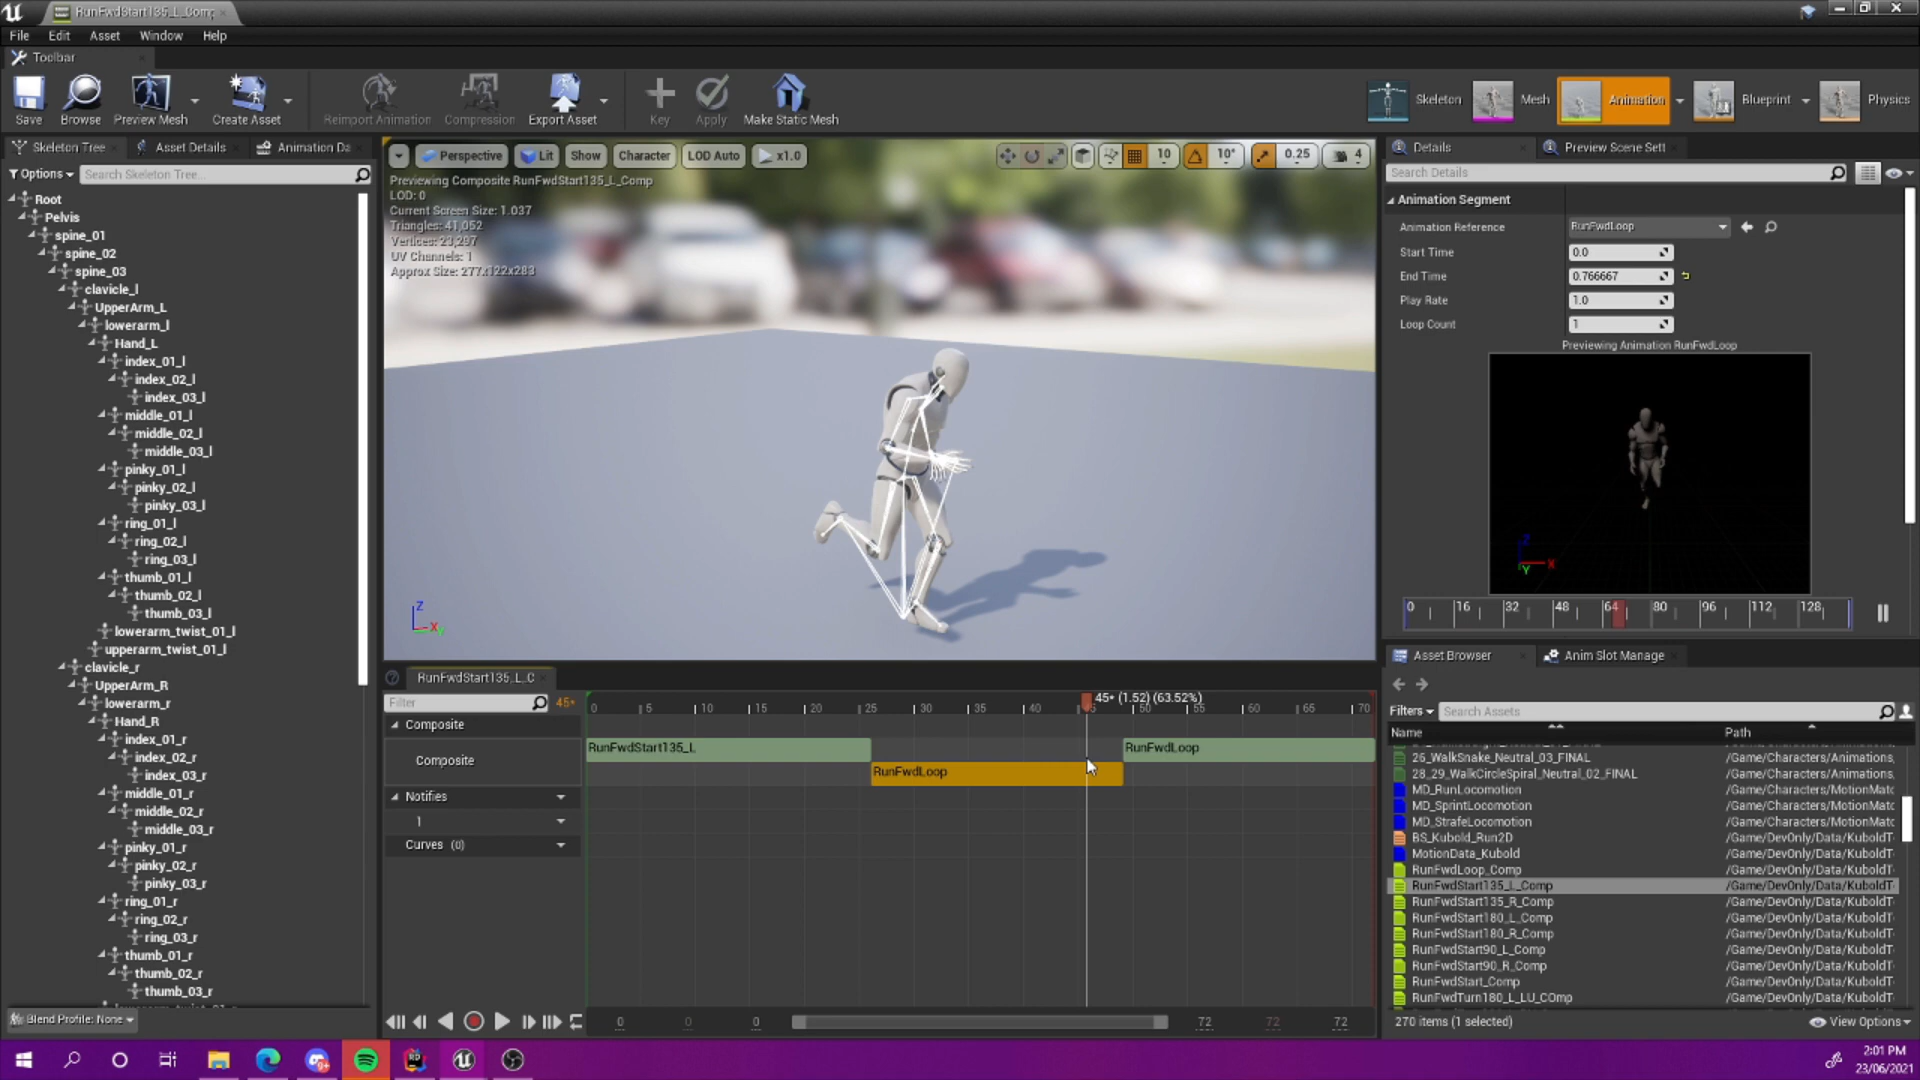 RunFwdStart135_L_Comp
File Edit Asset Window Help
Toolbar
Save Browse Preview Mesh Create Asset Reimport Animation Compression Export Asset Key Apply Make Static Mesh Skeleton Mesh Animation Blueprint Physics
Skeleton Tree Asset Details Animation Da
Options Search Skeleton Tree...
Root
Pelvis
spine_01
spine_02
spine_03
clavicle_l
UpperArm_L
lowerarm_l
Hand_L
index_01_l
index_02_l
index_03_l
middle_01_l
middle_02_l
middle_03_l
pinky_01_l
pinky_02_l
pinky_03_l
ring_01_l
ring_02_l
ring_03_l
thumb_01_l
thumb_02_l
thumb_03_l
lowerarm_twist_01_l
upperarm_twist_01_l
clavicle_r
UpperArm_R
lowerarm_r
Hand_R
index_01_r
index_02_r
index_03_r
middle_01_r
middle_02_r
middle_03_r
pinky_01_r
pinky_02_r
pinky_03_r
ring_01_r
ring_02_r
ring_03_r
thumb_01_r
thumb_02_r
thumb_03_r
Blend Profile: None
Perspective Lit Show Character LOD Auto x1.0 10 10° 0.25 4
Previewing Composite RunFwdStart135_L_Comp
LOD: 0
Current Screen Size: 1.037
Triangles: 41,052
Vertices: 23,297
UV Channels: 1
Approx Size: 277x122x283
Z X Y
RunFwdStart135_L_C
Filter 45+
45+ (1.52) (63.52%)
0 5 10 15 20 25 30 35 40 45 50 55 60 65 70
Composite
Composite
RunFwdStart135_L RunFwdLoop
RunFwdLoop
Notifies
1
Curves (0)
0 0 0 72 72 72
Details Preview Scene Sett
Search Details
Animation Segment
Animation Reference RunFwdLoop
Start Time 0.0
End Time 0.766667
Play Rate 1.0
Loop Count 1
Previewing Animation RunFwdLoop
Z X Y
0 16 32 48 64 80 96 112 128
Asset Browser Anim Slot Manage
Filters Search Assets
Name Path
26_WalkSnake_Neutral_03_FINAL /Game/Characters/Animations,
28_29_WalkCircleSpiral_Neutral_02_FINAL /Game/Characters/Animations,
MD_RunLocomotion /Game/Characters/MotionMatc
MD_SprintLocomotion /Game/Characters/MotionMatc
MD_StrafeLocomotion /Game/Characters/MotionMatc
BS_Kubold_Run2D /Game/DevOnly/Data/KuboldT
MotionData_Kubold /Game/DevOnly/Data/KuboldT
RunFwdLoop_Comp /Game/DevOnly/Data/KuboldT
RunFwdStart135_L_Comp /Game/DevOnly/Data/KuboldT
RunFwdStart135_R_Comp /Game/DevOnly/Data/KuboldT
RunFwdStart180_L_Comp /Game/DevOnly/Data/KuboldT
RunFwdStart180_R_Comp /Game/DevOnly/Data/KuboldT
RunFwdStart90_L_Comp /Game/DevOnly/Data/KuboldT
RunFwdStart90_R_Comp /Game/DevOnly/Data/KuboldT
RunFwdStart_Comp /Game/DevOnly/Data/KuboldT
RunFwdTurn180_L_LU_COmp /Game/DevOnly/Data/KuboldT
270 items (1 selected) View Options
2:01 PM
23/06/2021